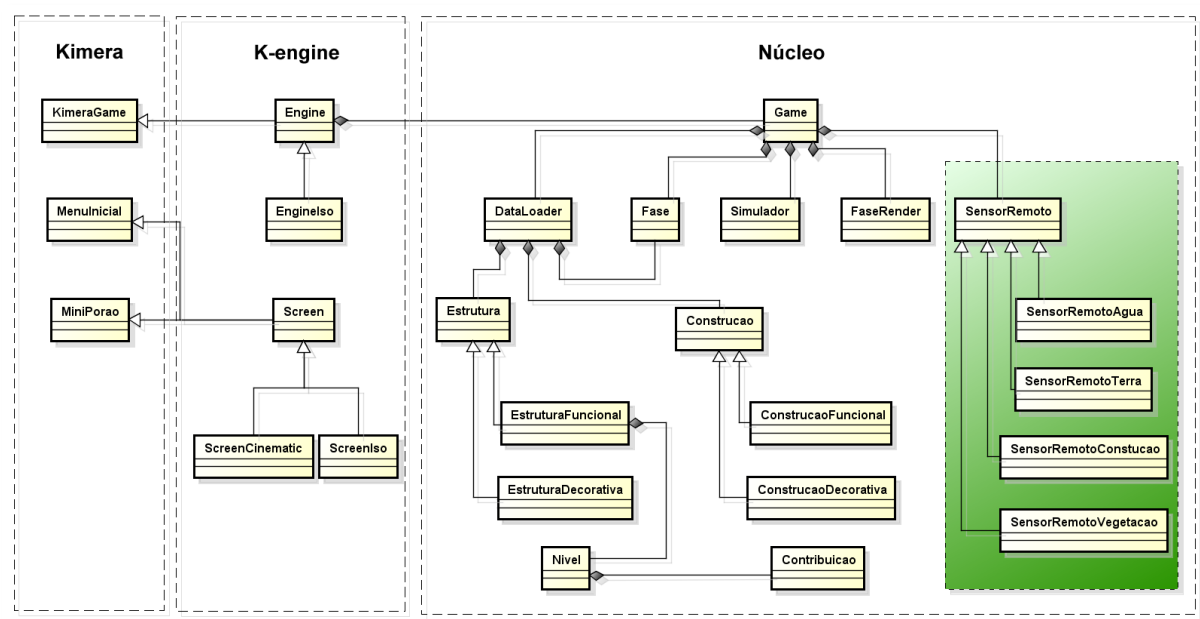 Kimera
K-engine
Núcleo
KimeraGame
Engine
Game
MenuInicial
EngineIso
DataLoader
Fase
Simulador
FaseRender
SensorRemoto
MiniPorao
Screen
Estrutura
Construcao
SensorRemotoAgua
SensorRemotoTerra
EstruturaFuncional
ConstrucaoFuncional
ScreenCinematic
ScreenIso
SensorRemotoConstucao
EstruturaDecorativa
ConstrucaoDecorativa
SensorRemotoVegetacao
Nivel
Contribuicao